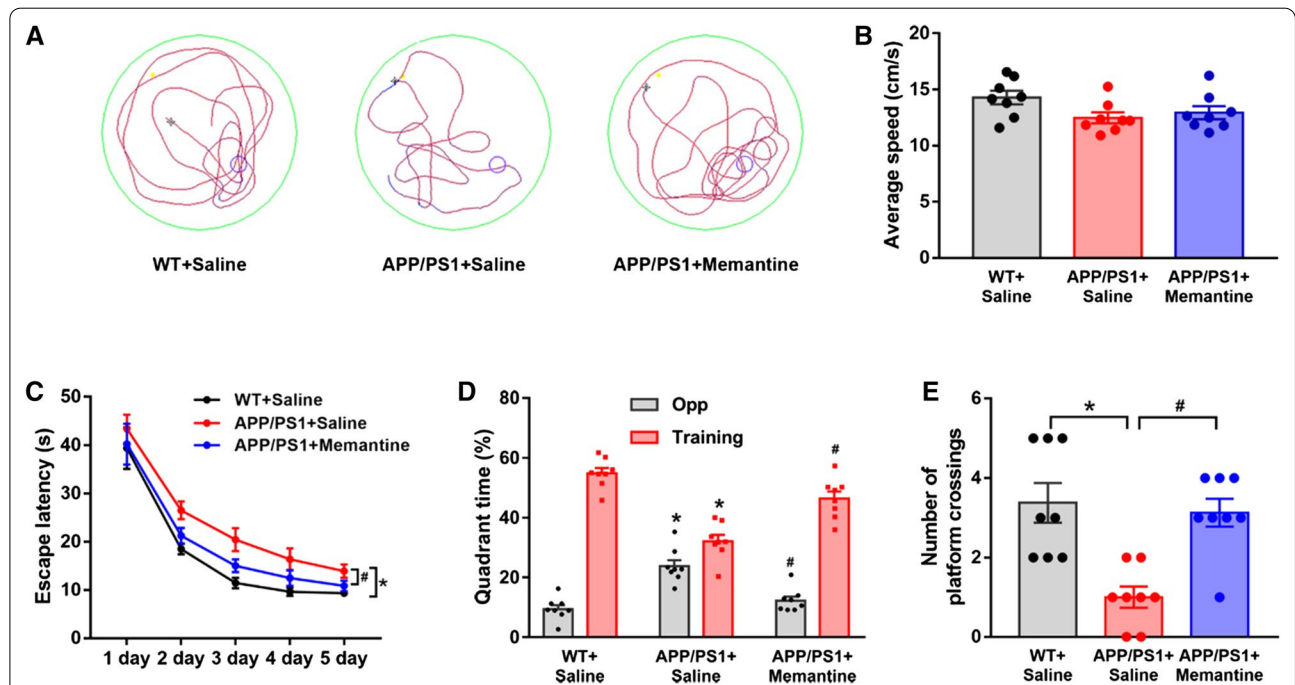 A
WT+Saline
APP/PS1+Saline
APP/PS1+Memantine
B
Average speed (cm/s)
20
15
10
5
0
WT+
Saline
APP/PS1+
Saline
APP/PS1+
Memantine
C
Escape latency (s)
50
40
30
20
10
0
WT+Saline
APP/PS1+Saline
APP/PS1+Memantine
#
*
1 day 2 day 3 day 4 day 5 day
D
Quadrant time (%)
80
60
40
20
0
Opp
Training
*
*
#
#
WT+
Saline
APP/PS1+
Saline
APP/PS1+
Memantine
E
Number of
platform crossings
6
4
2
0
*
#
WT+
Saline
APP/PS1+
Saline
APP/PS1+
Memantine